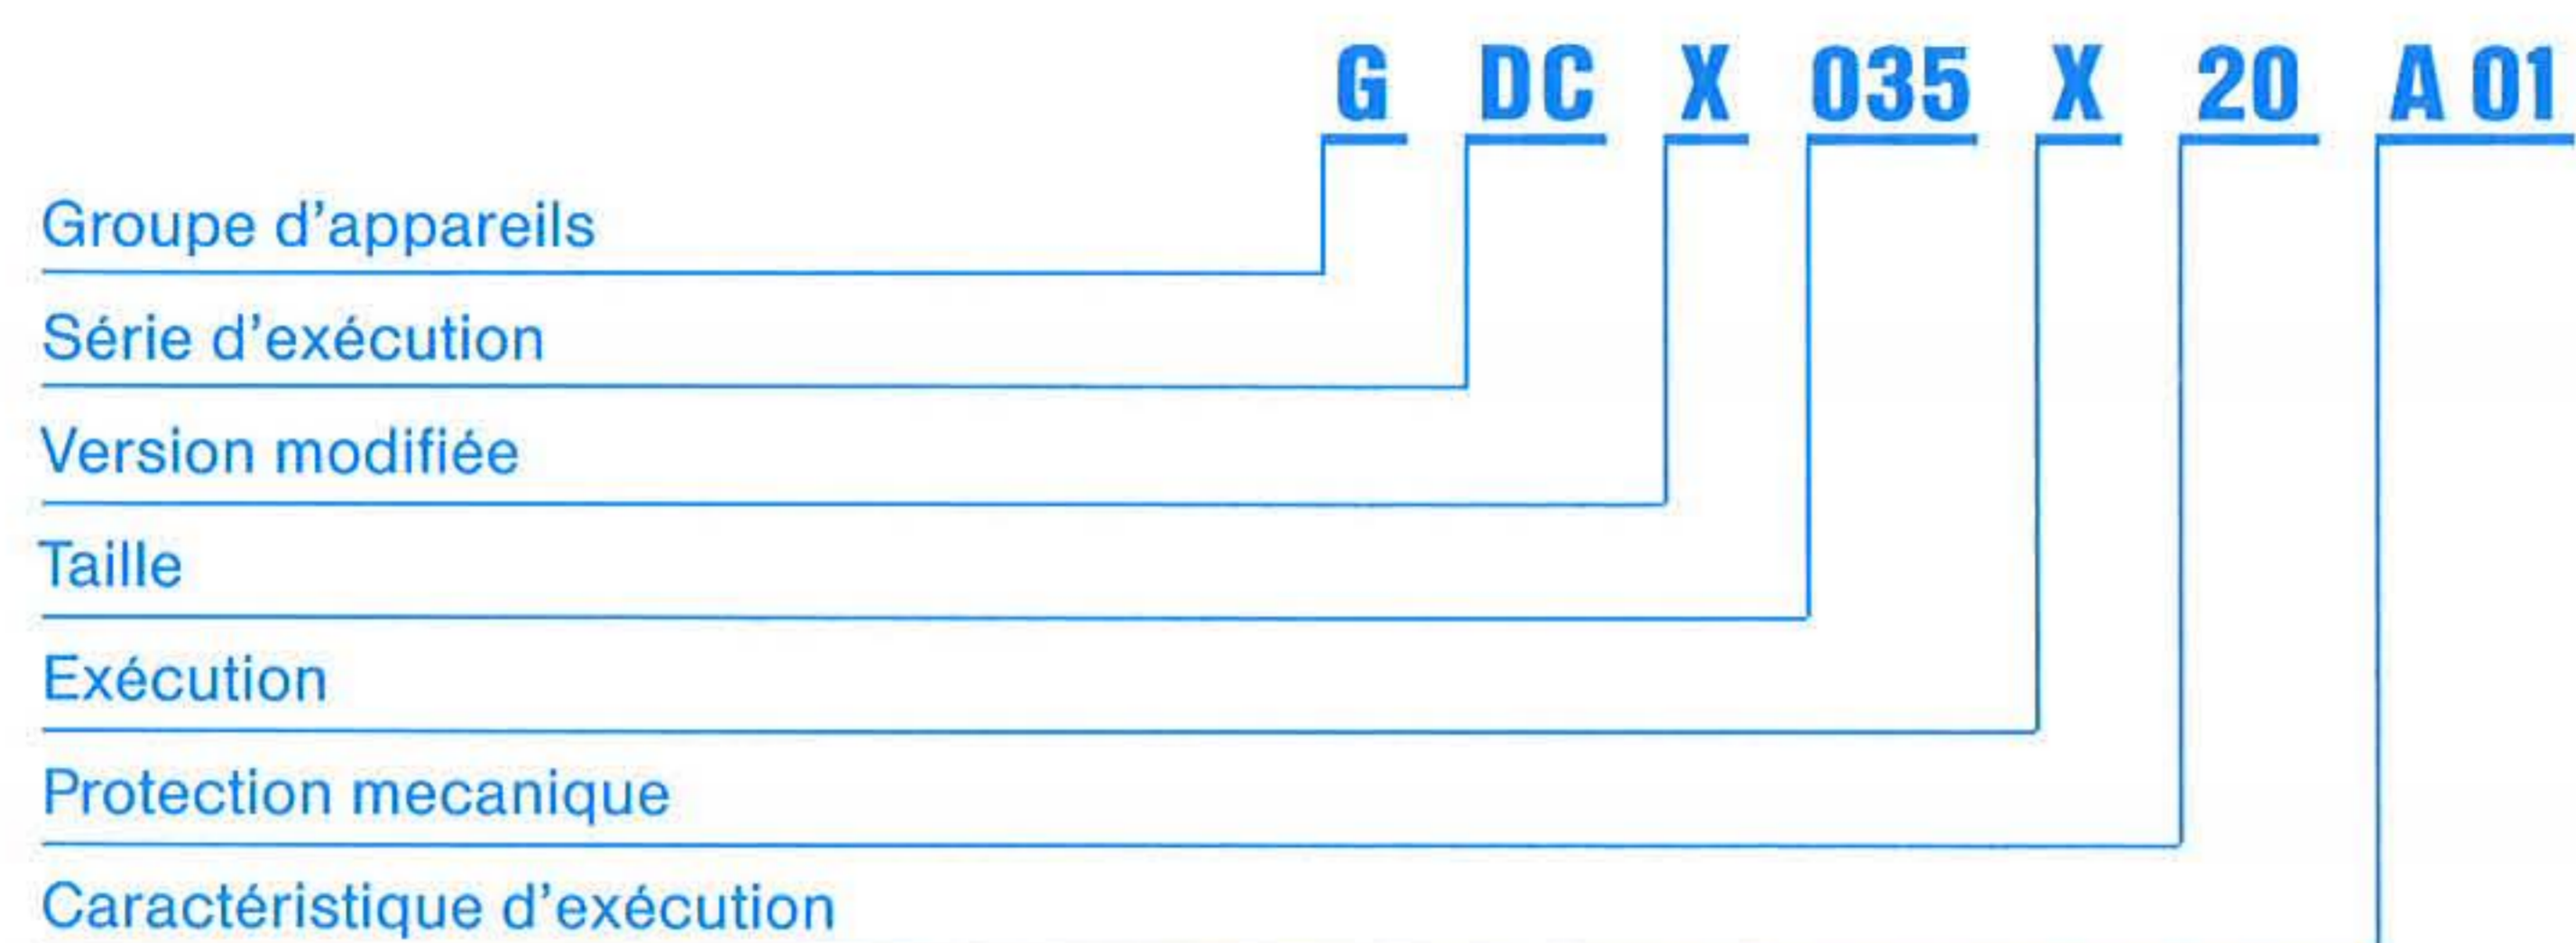 G DC X 035 X 20 A 01
Groupe d'appareils
Série d'exécution
Version modifiée
Taille
Exécution
Protection mecanique
Caractéristique d'exécution